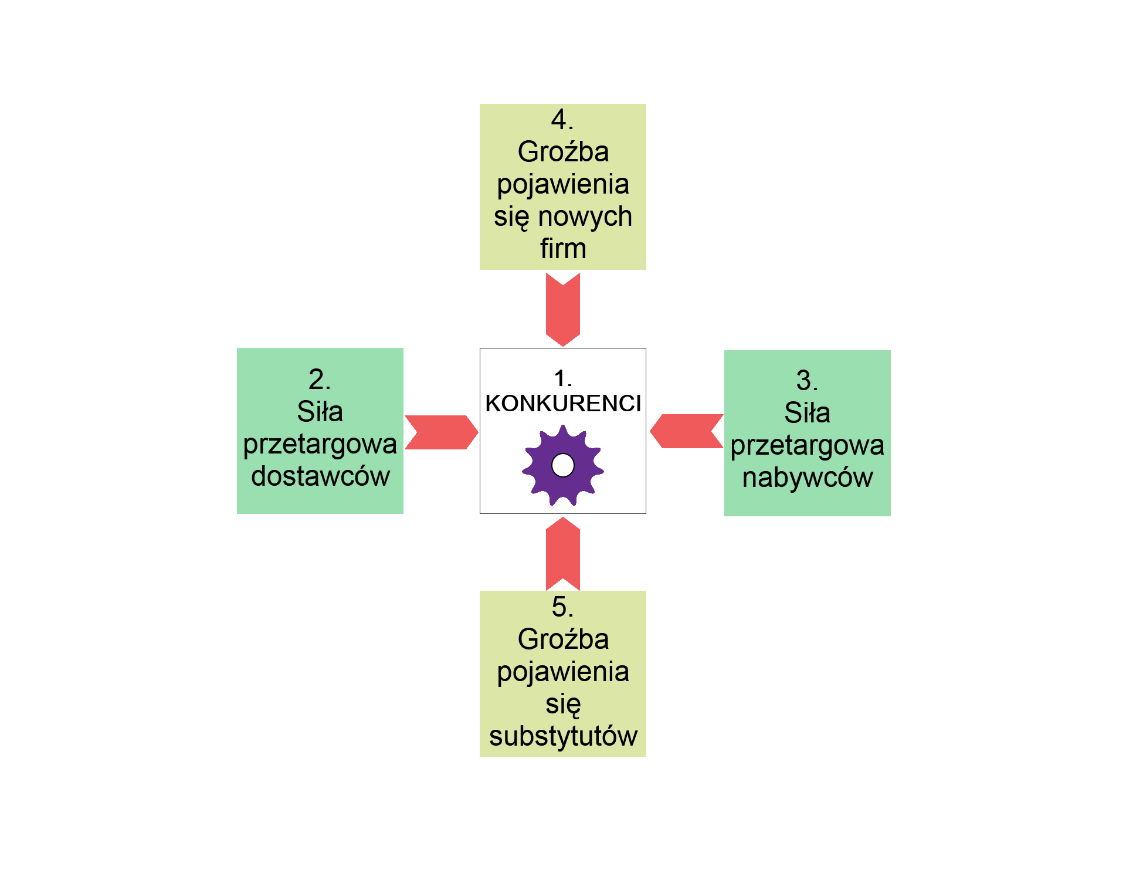 4.
Groźba
pojawienia
się nowych
firm
2.
Siła
przetargowa
dostawców
1.
KONKURENCI
3.
Siła
przetargowa
nabywców
5.
Groźba
pojawienia
się
substytutów